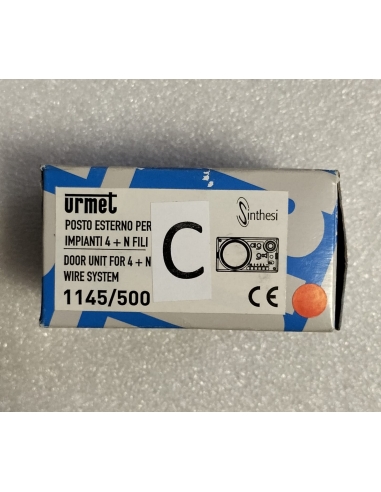 urmet
POSTO ESTERNO PER
IMPIANTI 4 + N FILI
DOOR UNIT FOR 4 + N
WIRE SYSTEM
1145/500
C
Sinthesi
CE